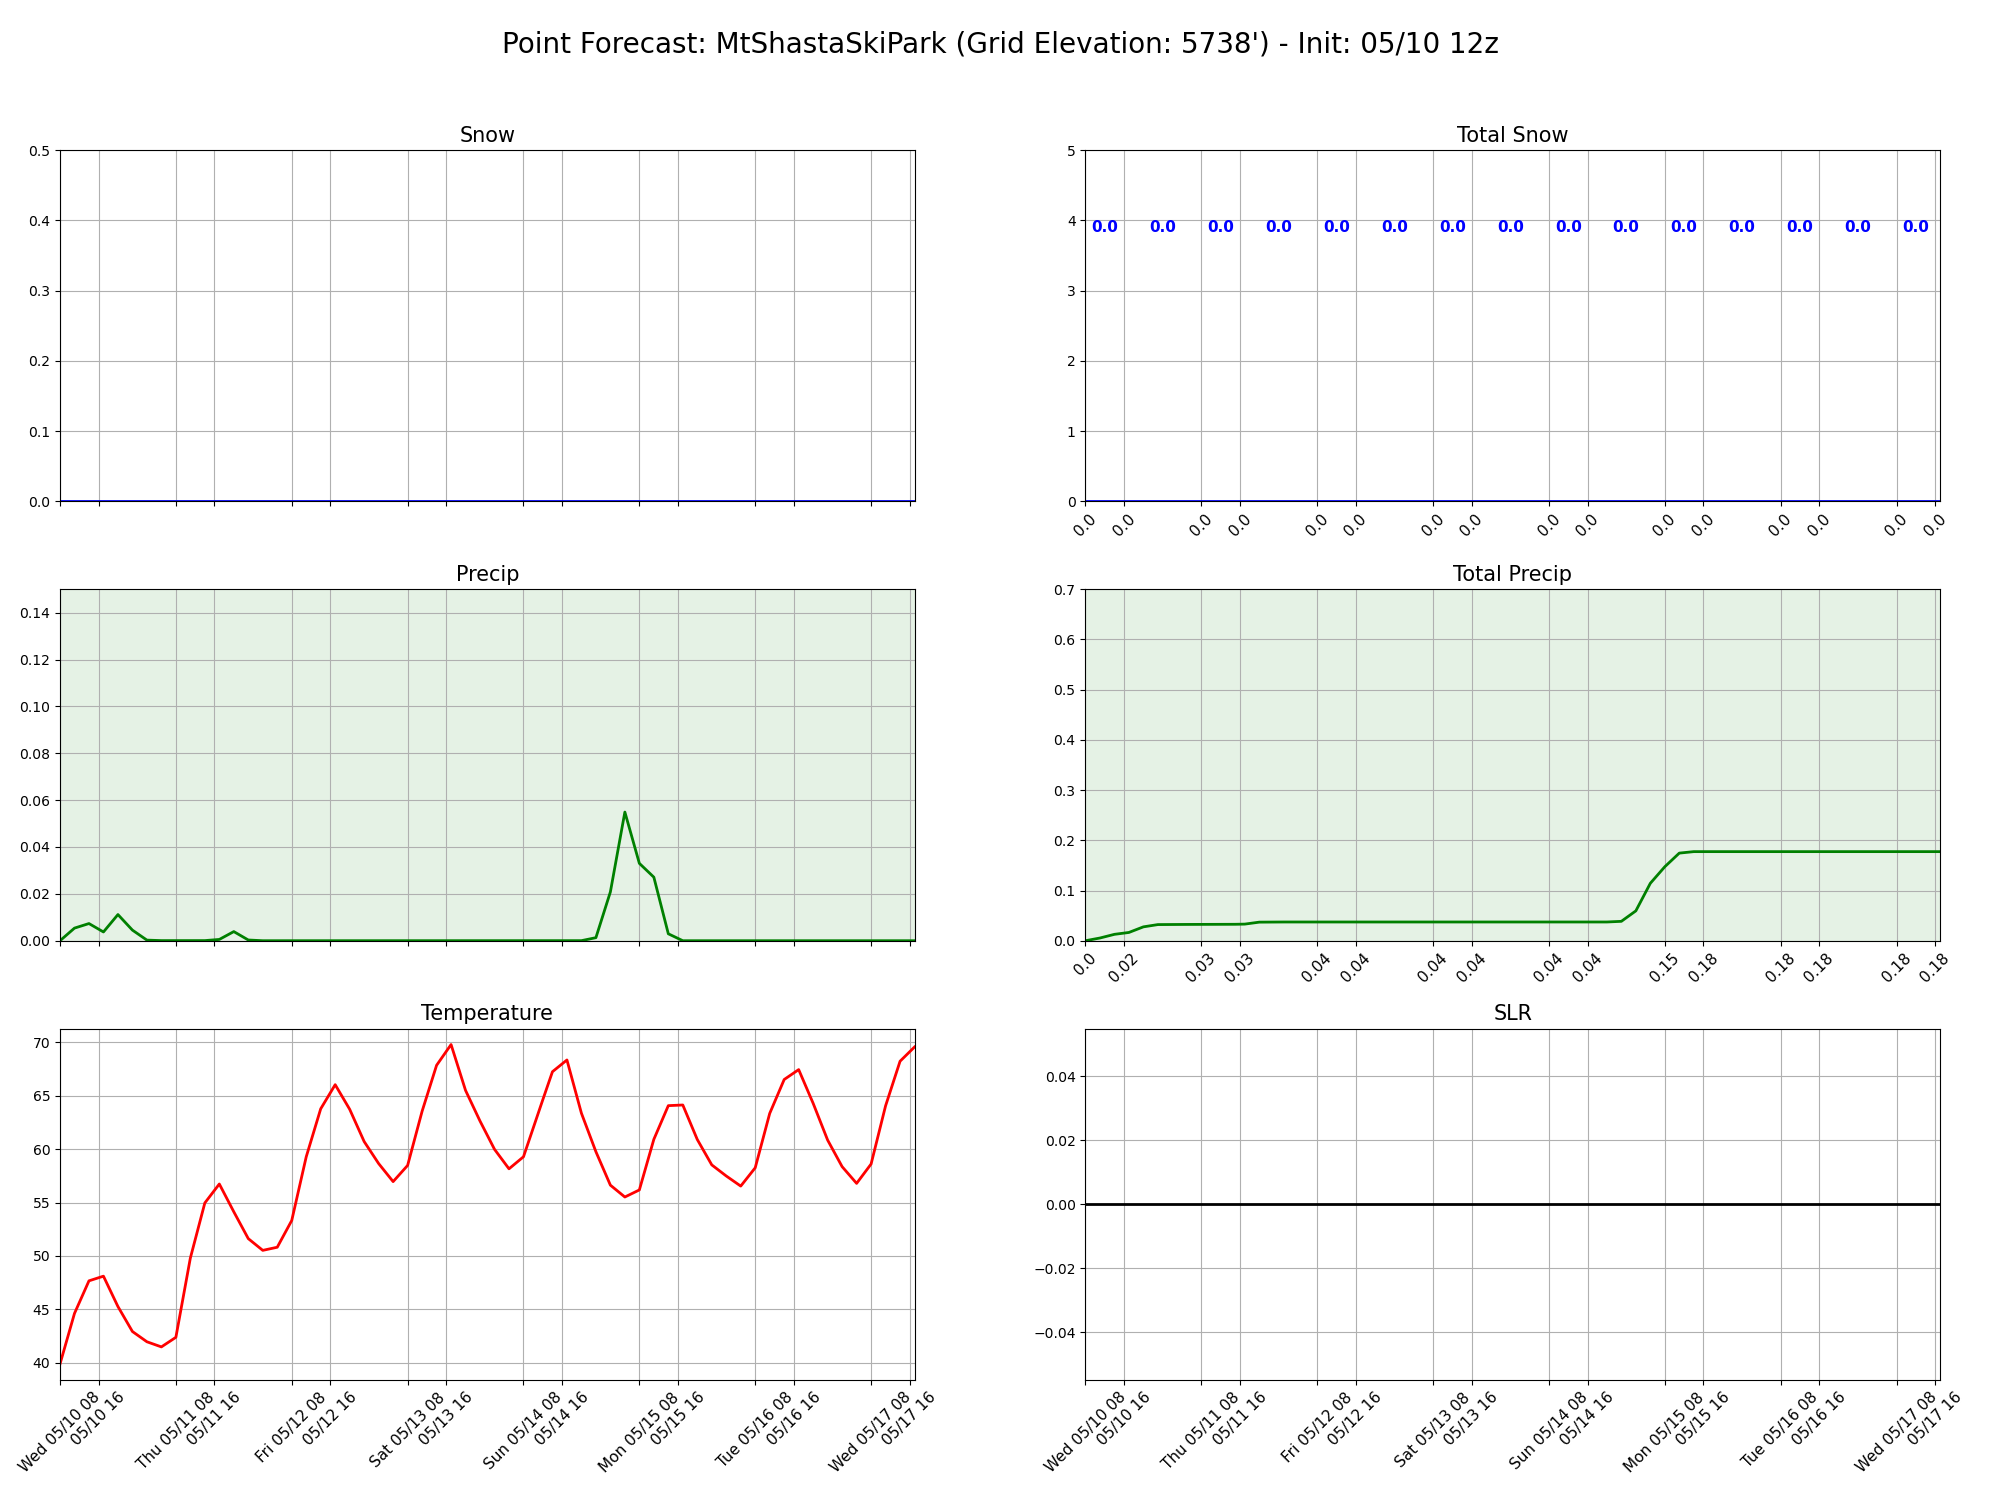 Point Forecast: MtShastaSkiPark (Grid Elevation: 5738') - Init: 05/10 12z
Snow
0.5
0.4
0.3
0.2
0.1
0.0
Total Snow
5
4
3
2
1
0
0.0 0.0 0.0 0.0 0.0 0.0 0.0 0.0 0.0 0.0 0.0 0.0 0.0 0.0 0.0
0.0 0.0 0.0 0.0 0.0 0.0 0.0 0.0 0.0 0.0 0.0 0.0 0.0 0.0 0.0 0.0
Precip
0.14
0.12
0.10
0.08
0.06
0.04
0.02
0.00
Total Precip
0.7
0.6
0.5
0.4
0.3
0.2
0.1
0.0
0.0 0.02 0.03 0.03 0.04 0.04 0.04 0.04 0.04 0.04 0.15 0.18 0.18 0.18 0.18 0.18
Temperature
70
65
60
55
50
45
40
Wed 05/10 08
05/10 16
Thu 05/11 08
05/11 16
Fri 05/12 08
05/12 16
Sat 05/13 08
05/13 16
Sun 05/14 08
05/14 16
Mon 05/15 08
05/15 16
Tue 05/16 08
05/16 16
Wed 05/17 08
05/17 16
SLR
0.04
0.02
0.00
−0.02
−0.04
Wed 05/10 08
05/10 16
Thu 05/11 08
05/11 16
Fri 05/12 08
05/12 16
Sat 05/13 08
05/13 16
Sun 05/14 08
05/14 16
Mon 05/15 08
05/15 16
Tue 05/16 08
05/16 16
Wed 05/17 08
05/17 16